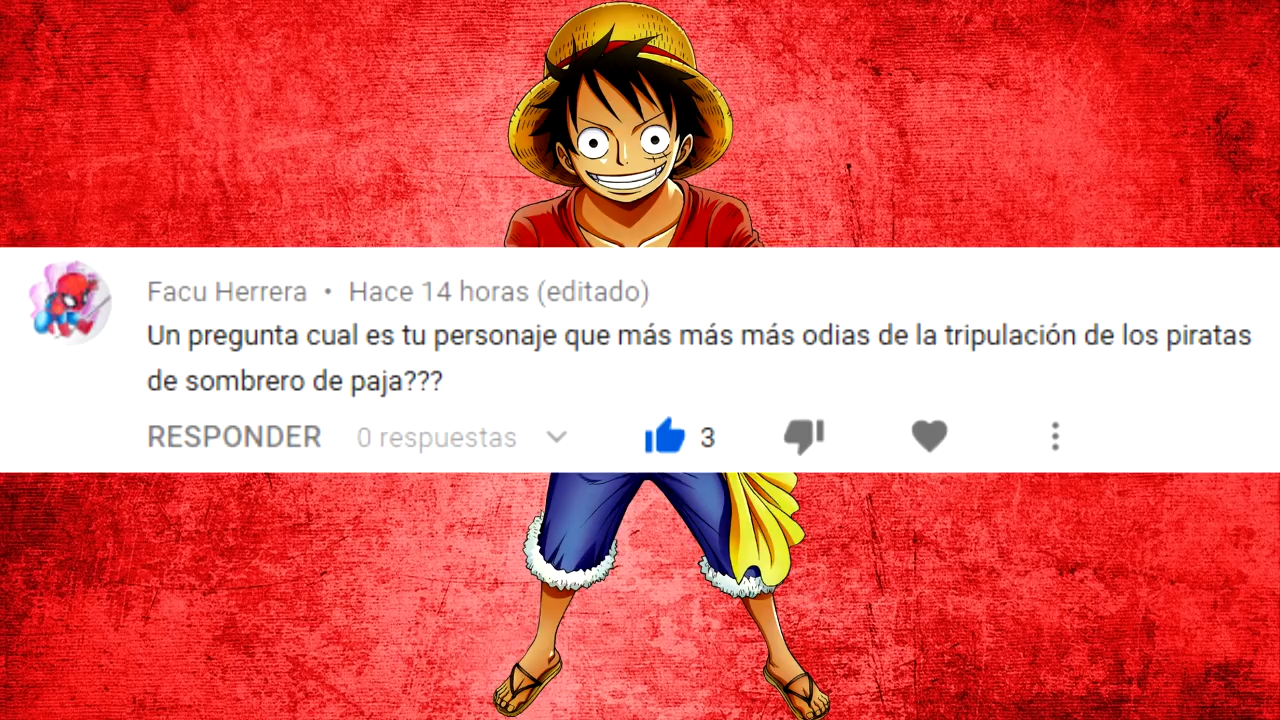 Facu Herrera • Hace 14 horas (editado)
Un pregunta cual es tu personaje que más más más odias de la tripulación de los piratas
de sombrero de paja???
RESPONDER 0 respuestas 3